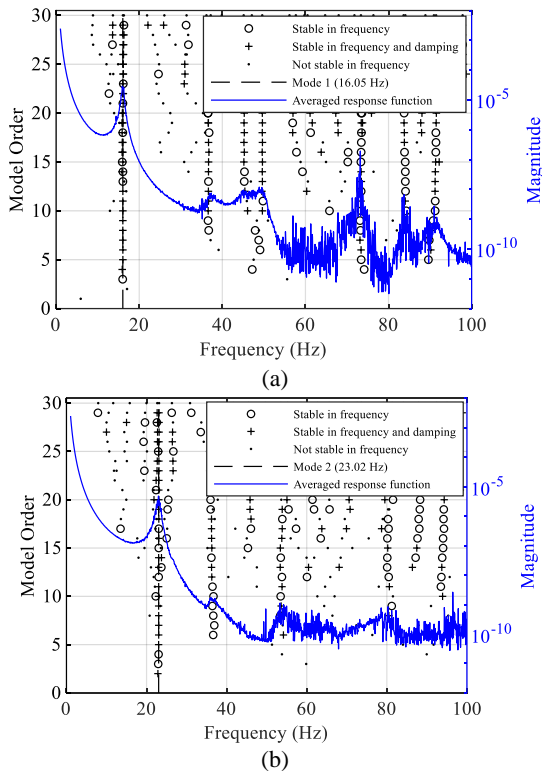 30
25
20
15
10
5
0
Model Order
Stable in frequency
Stable in frequency and damping
Not stable in frequency
Mode 1 (16.05 Hz)
Averaged response function
10-5
10-10
Magnitude
0 20 40 60 80 100
Frequency (Hz)
(a)
30
25
20
15
10
5
0
Model Order
Stable in frequency
Stable in frequency and damping
Not stable in frequency
Mode 2 (23.02 Hz)
Averaged response function
10-5
10-10
Magnitude
0 20 40 60 80 100
Frequency (Hz)
(b)